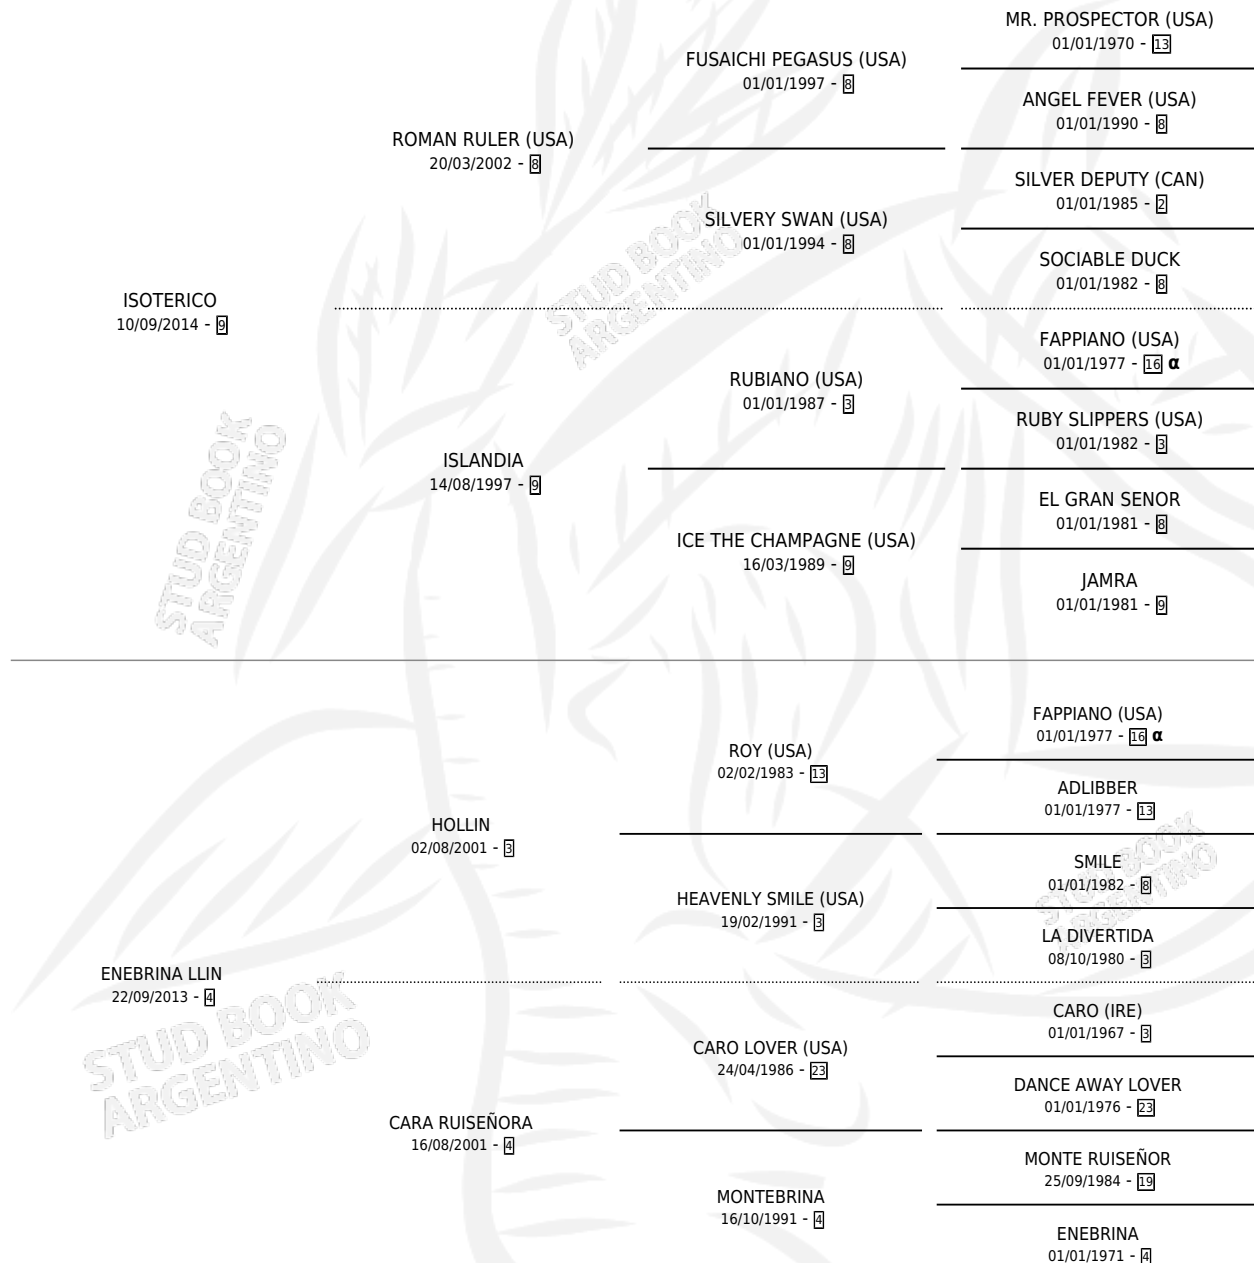 MR. PROSPECTOR (USA)
01/01/1970 - 13
FUSAICHI PEGASUS (USA)
01/01/1997 - 8
ANGEL FEVER (USA)
01/01/1990 - 8
ROMAN RULER (USA)
20/03/2002 - 8
SILVER DEPUTY (CAN)
01/01/1985 - 2
SILVERY SWAN (USA)
01/01/1994 - 8
SOCIABLE DUCK
01/01/1982 - 8
STUD BOOK
ARGENTINO
ISOTERICO
10/09/2014 - 9
FAPPIANO (USA)
01/01/1977 - 16 α
RUBIANO (USA)
01/01/1987 - 3
RUBY SLIPPERS (USA)
01/01/1982 - 3
ISLANDIA
14/08/1997 - 9
EL GRAN SENOR
01/01/1981 - 8
ICE THE CHAMPAGNE (USA)
16/03/1989 - 9
JAMRA
01/01/1981 - 9
STUD BOOK
ARGENTINO
FAPPIANO (USA)
01/01/1977 - 16 α
ROY (USA)
02/02/1983 - 13
ADLIBBER
01/01/1977 - 13
HOLLIN
02/08/2001 - 3
SMILE
01/01/1982 - 8
HEAVENLY SMILE (USA)
19/02/1991 - 3
LA DIVERTIDA
08/10/1980 - 3
STUD BOOK
ARGENTINO
ENEBRINA LLIN
22/09/2013 - 4
CARO (IRE)
01/01/1967 - 3
CARO LOVER (USA)
24/04/1986 - 23
DANCE AWAY LOVER
01/01/1976 - 23
STUD BOOK
ARGENTINO
CARA RUISEÑORA
16/08/2001 - 4
MONTE RUISEÑOR
25/09/1984 - 19
MONTEBRINA
16/10/1991 - 4
ENEBRINA
01/01/1971 - 4